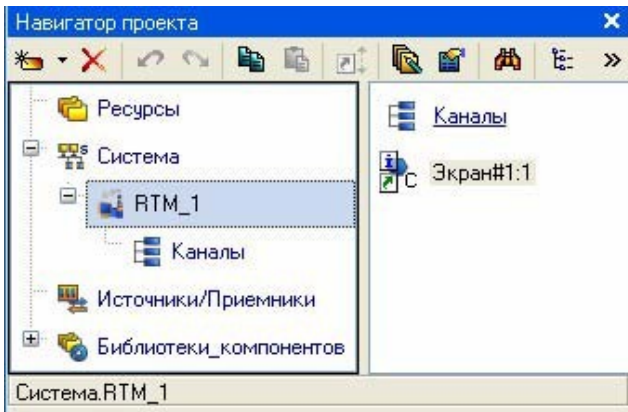 Навигатор проекта
Ресурсы
Система
RTM_1
Каналы
Источники/Приемники
Библиотеки_компонентов
Каналы
Экран#1:1
Система.RTM_1